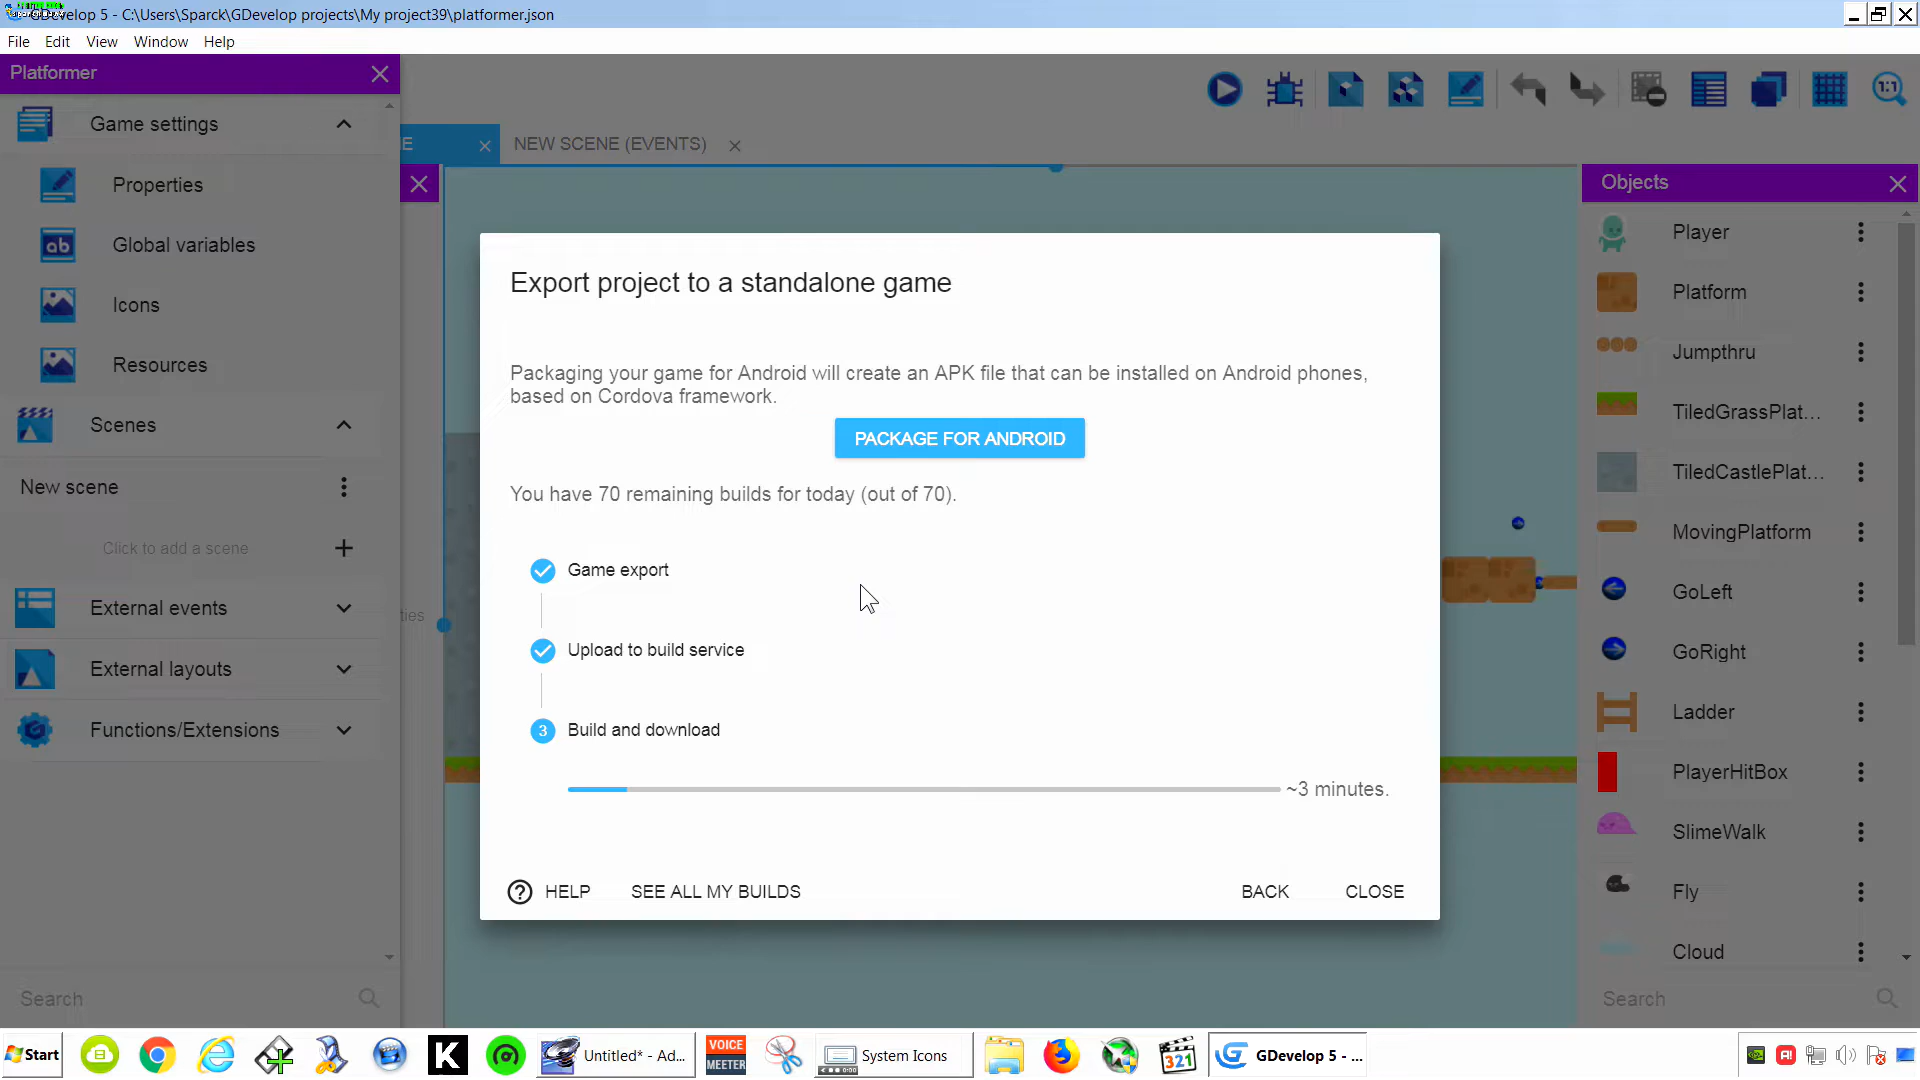 GDevelop 5 - C:\Users\Sparck\GDevelop projects\My project39\platformer.json
File Edit View Window Help
Platformer
Game settings
Properties
Global variables
Icons
Resources
Scenes
New scene
Click to add a scene
External events
External layouts
Functions/Extensions
Search
E
NEW SCENE (EVENTS)
1:1
ab
ties
Export project to a standalone game
Packaging your game for Android will create an APK file that can be installed on Android phones,
based on Cordova framework.
PACKAGE FOR ANDROID
You have 70 remaining builds for today (out of 70).
Game export
Upload to build service
3 Build and download
~3 minutes.
? HELP SEE ALL MY BUILDS BACK CLOSE
Objects
Player
Platform
Jumpthru
TiledGrassPlat...
TiledCastlePlat...
MovingPlatform
GoLeft
GoRight
Ladder
PlayerHitBox
SlimeWalk
Fly
Cloud
Search
Start
K
Untitled* - Ad...
VOICE
MEETER
System Icons
321
GDevelop 5 - ...